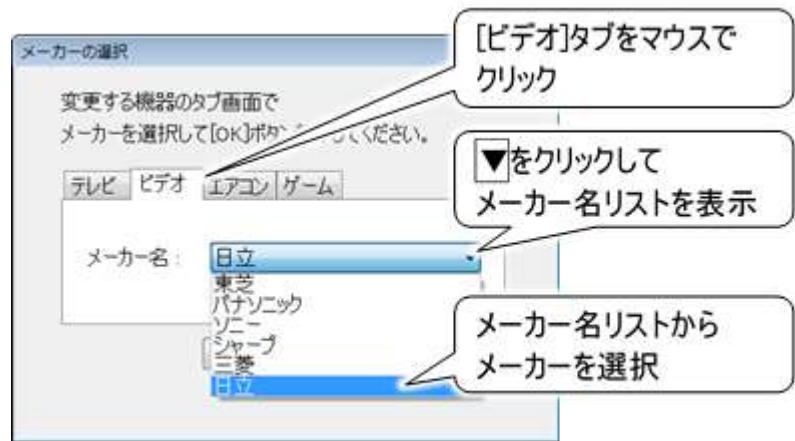 メーカーの選択
[ビデオ]タブをマウスで
クリック
変更する機器のタブ画面で
メーカーを選択して[OK]ボタ
してください。
テレビ ビデオ エアコン ゲーム
▼をクリックして
メーカー名リストを表示
メーカー名: 日立
東芝
パナソニック
ソニー
シャープ
三菱
日立
メーカー名リストから
メーカーを選択